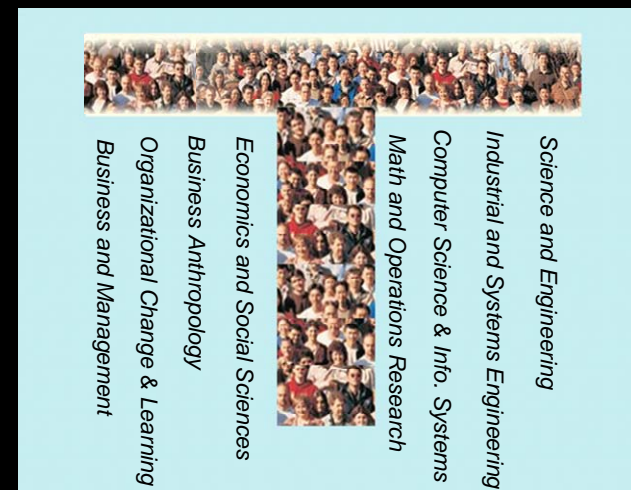 Business and Management
Organizational Change & Learning
Business Anthropology
Economics and Social Sciences
Math and Operations Research
Computer Science & Info. Systems
Industrial and Systems Engineering
Science and Engineering